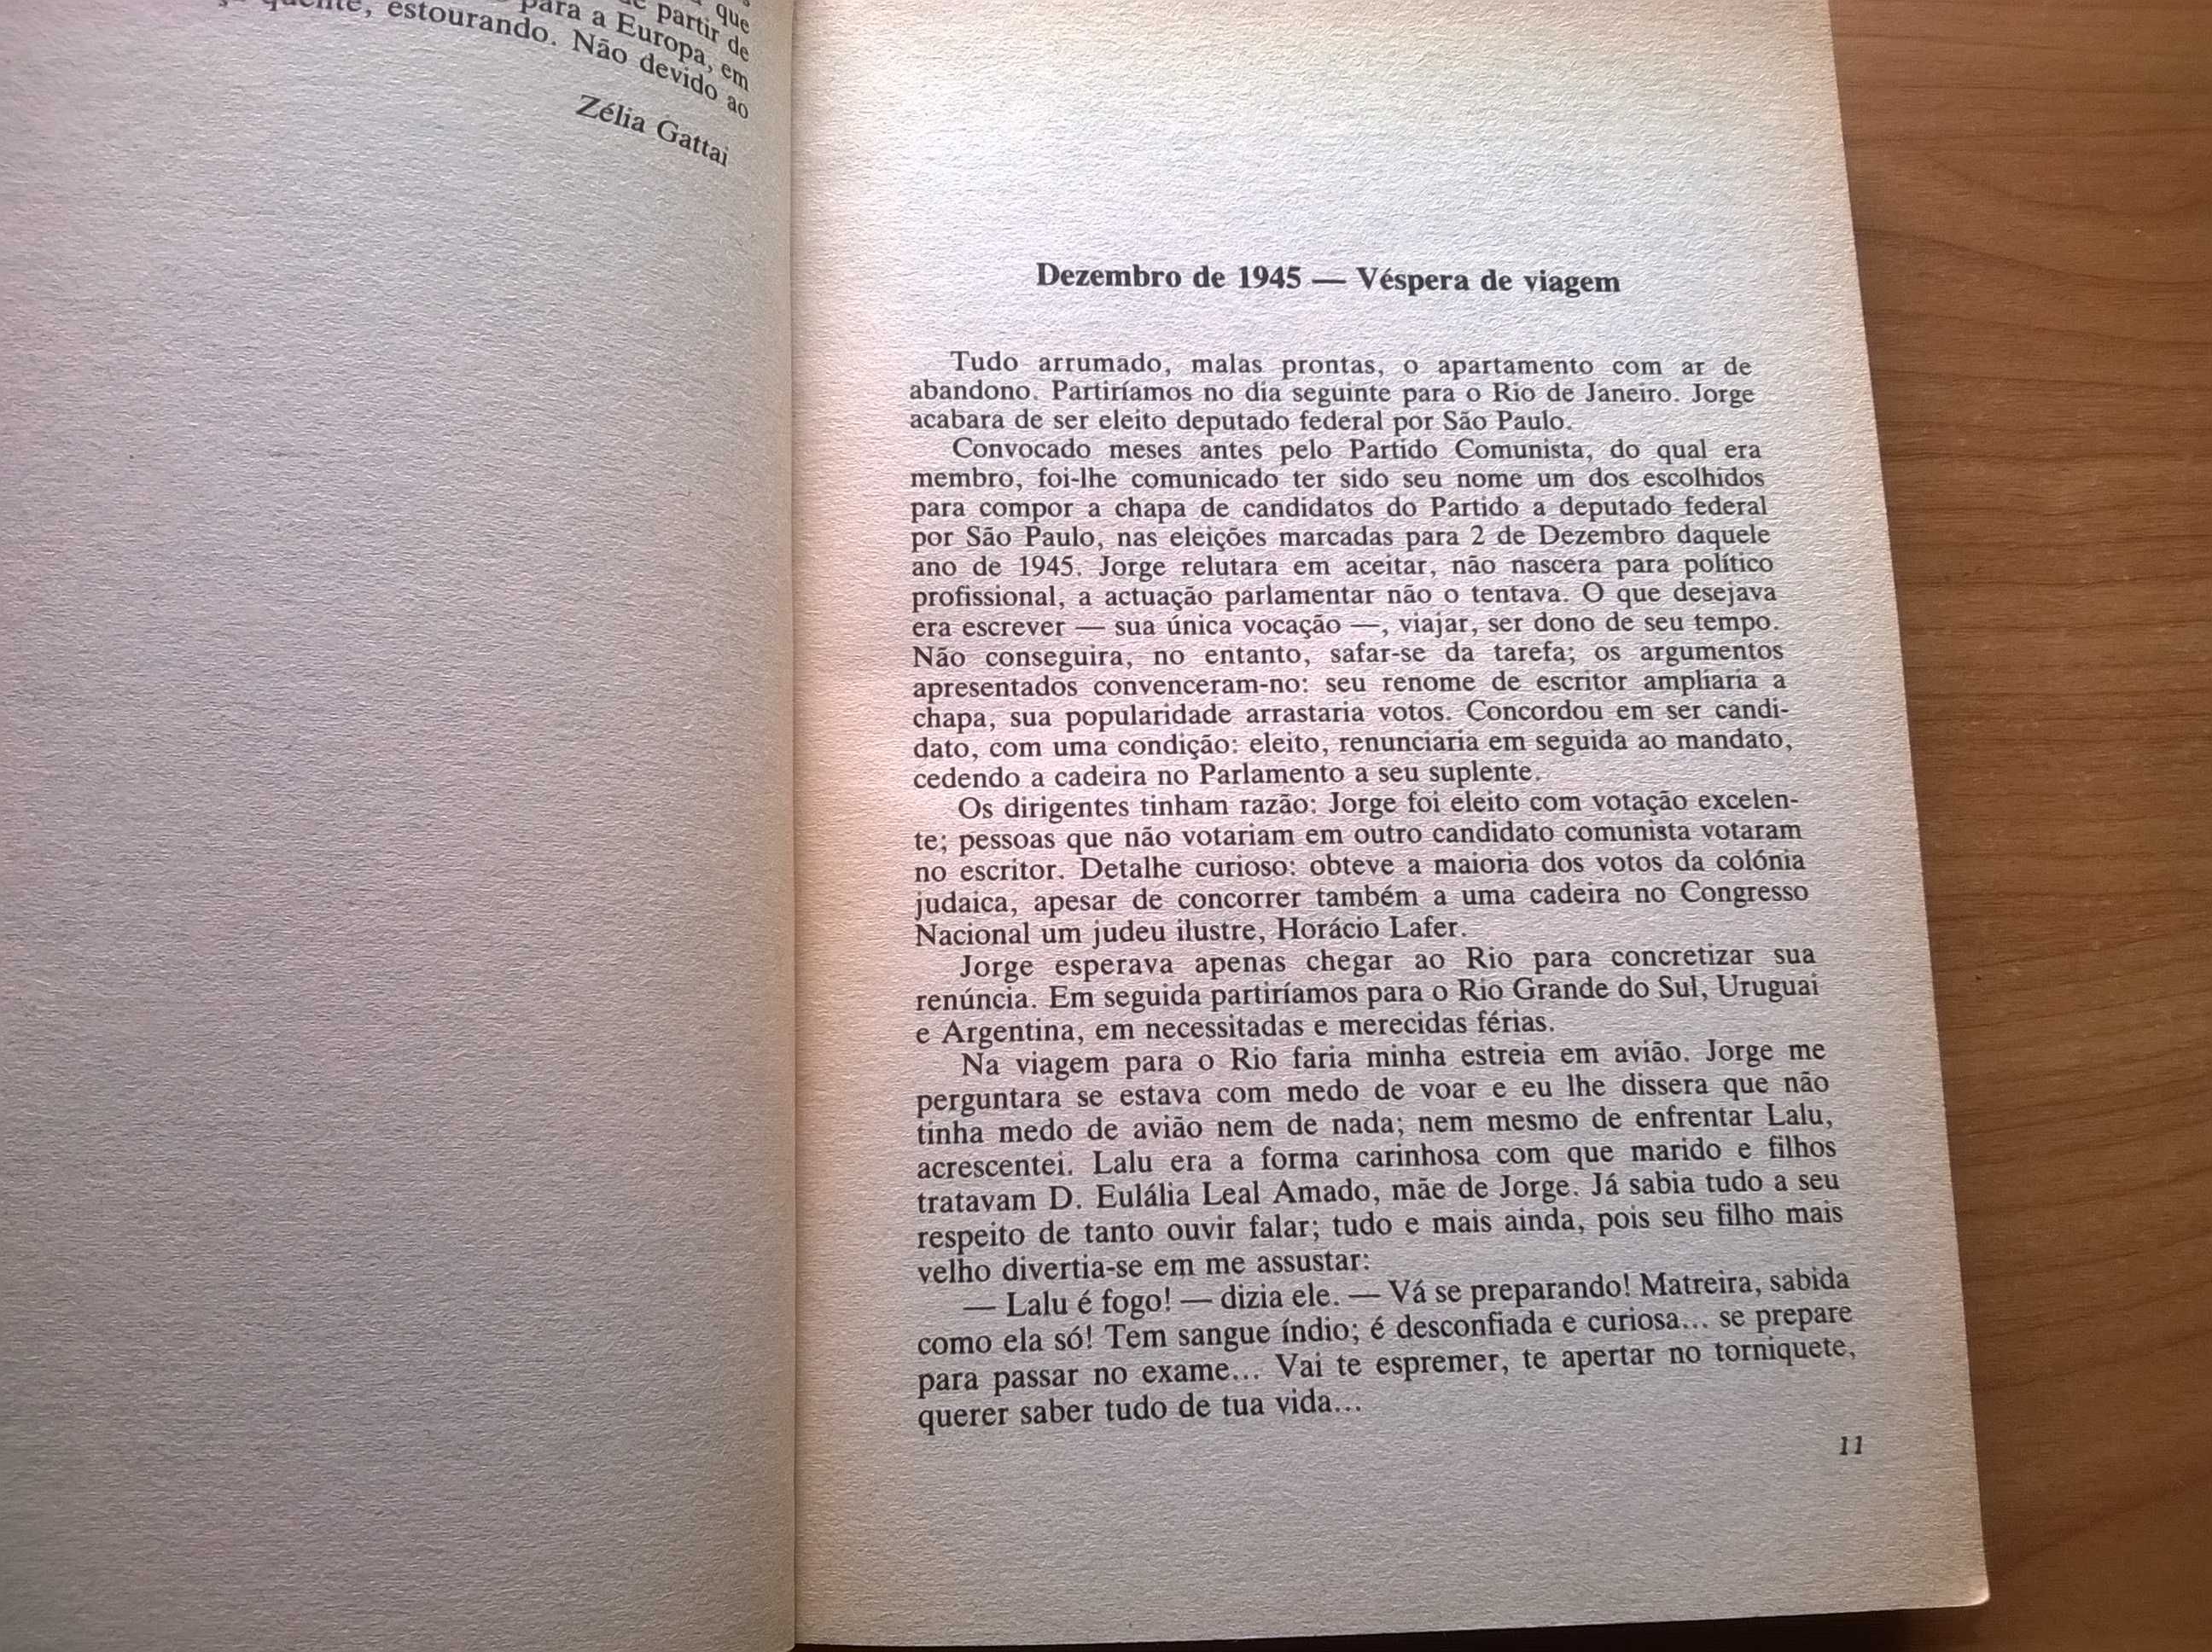 que
partir de
para a Europa, em
estourando. Não devido ao
Zélia Gattai
Dezembro de 1945 — Véspera de viagem
Tudo arrumado, malas prontas, o apartamento com ar de
abandono. Partiríamos no dia seguinte para o Rio de Janeiro. Jorge
acabara de ser eleito deputado federal por São Paulo.
Convocado meses antes pelo Partido Comunista, do qual era
membro, foi-lhe comunicado ter sido seu nome um dos escolhidos
para compor a chapa de candidatos do Partido a deputado federal
por São Paulo, nas eleições marcadas para 2 de Dezembro daquele
ano de 1945. Jorge relutara em aceitar, não nascera para político
profissional, a actuação parlamentar não o tentava. O que desejava
era escrever — sua única vocação —, viajar, ser dono de seu tempo.
Não conseguira, no entanto, safar-se da tarefa; os argumentos
apresentados convenceram-no: seu renome de escritor ampliaria a
chapa, sua popularidade arrastaria votos. Concordou em ser candi-
dato, com uma condição: eleito, renunciaria em seguida ao mandato,
cedendo a cadeira no Parlamento a seu suplente.
Os dirigentes tinham razão: Jorge foi eleito com votação excelen-
te; pessoas que não votariam em outro candidato comunista votaram
no escritor. Detalhe curioso: obteve a maioria dos votos da colónia
judaica, apesar de concorrer também a uma cadeira no Congresso
Nacional um judeu ilustre, Horácio Lafer.
Jorge esperava apenas chegar ao Rio para concretizar sua
renúncia. Em seguida partiríamos para o Rio Grande do Sul, Uruguai
e Argentina, em necessitadas e merecidas férias.
Na viagem para o Rio faria minha estreia em avião. Jorge me
perguntara se estava com medo de voar e eu lhe dissera que não
tinha medo de avião nem de nada; nem mesmo de enfrentar Lalu,
acrescentei. Lalu era a forma carinhosa com que marido e filhos
tratavam D. Eulália Leal Amado, mãe de Jorge. Já sabia tudo a seu
respeito de tanto ouvir falar; tudo e mais ainda, pois seu filho mais
velho divertia-se em me assustar:
— Lalu é fogo! — dizia ele. — Vá se preparando! Matreira, sabida
como ela só! Tem sangue índio; é desconfiada e curiosa... se prepare
para passar no exame... Vai te espremer, te apertar no torniquete,
querer saber tudo de tua vida...
11